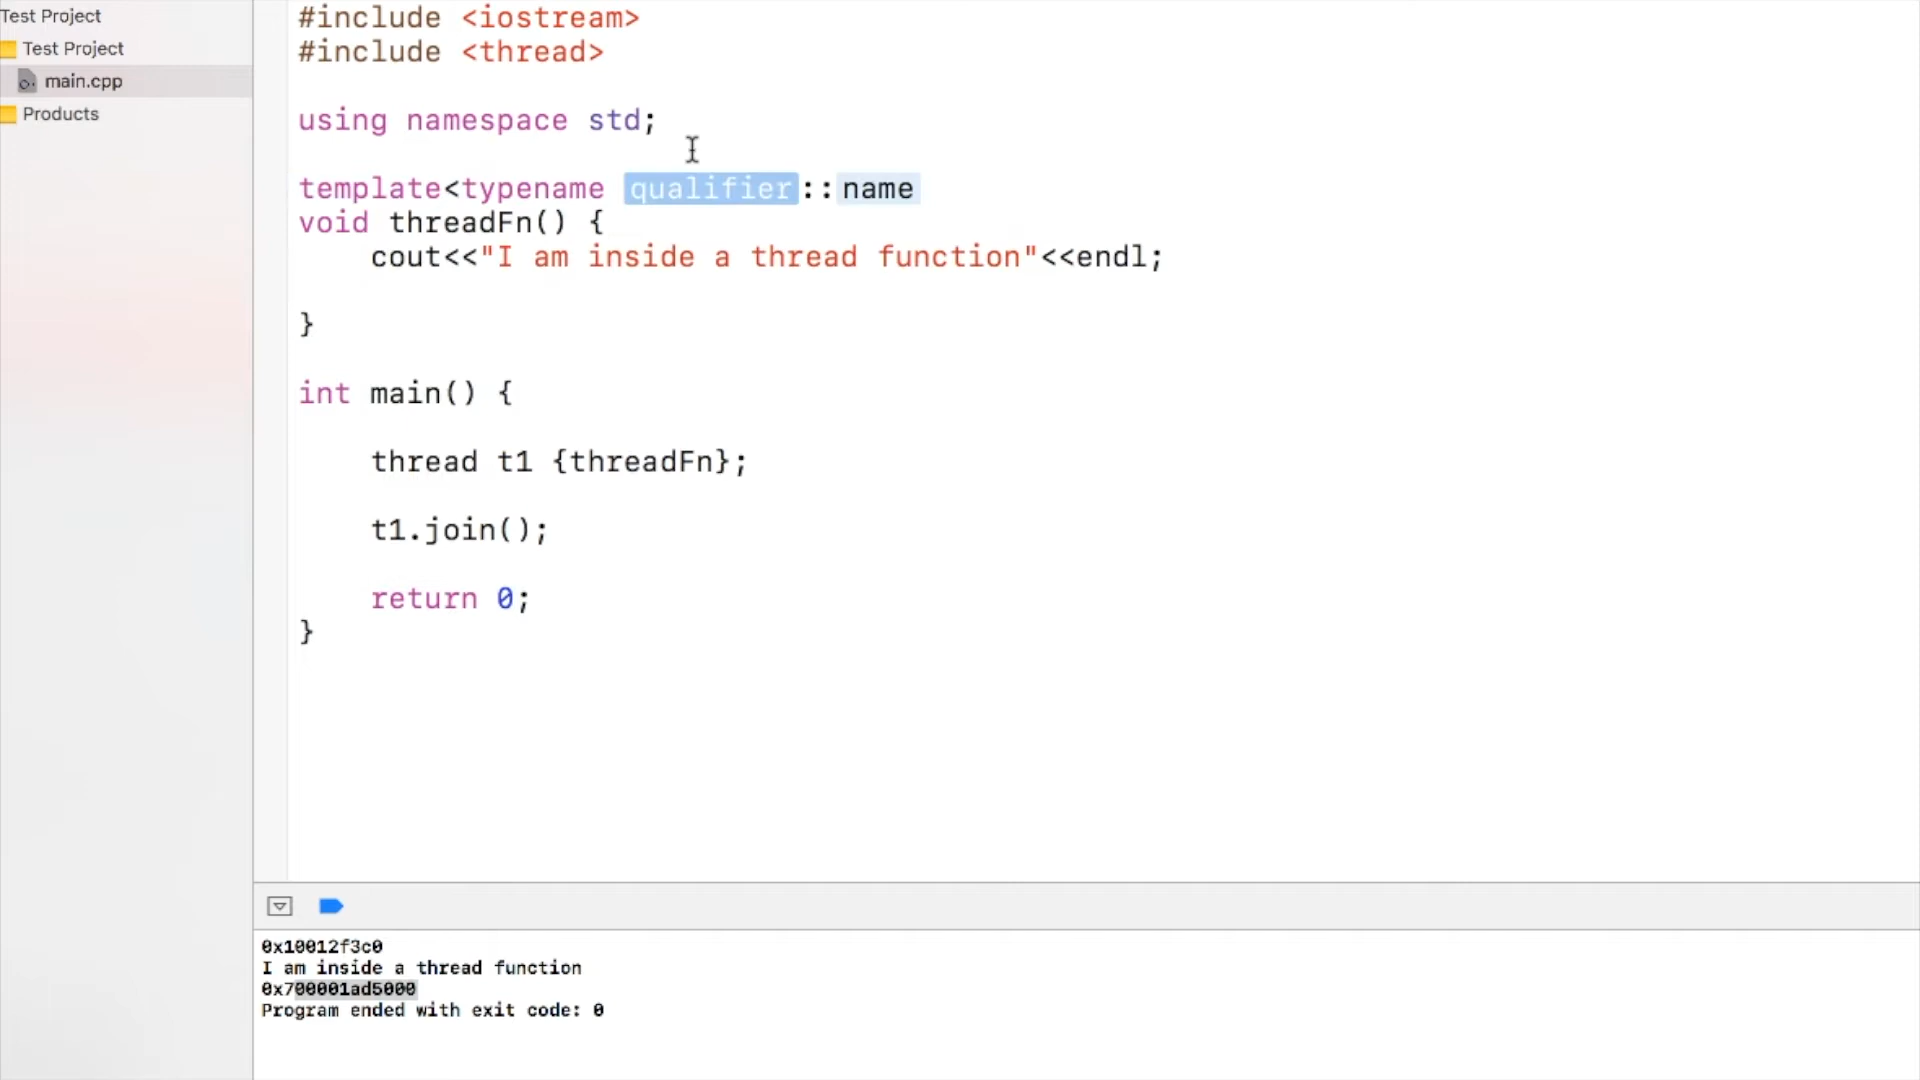 Test Project
Test Project
main.cpp
Products
#include <iostream>
#include <thread>
using namespace std;
template<typename qualifier::name
void threadFn() {
cout<<"I am inside a thread function"<<endl;
}
int main() {
thread t1 {threadFn};
t1.join();
return 0;
}
0x10012f3c0
I am inside a thread function
0x700001ad5000
Program ended with exit code: 0